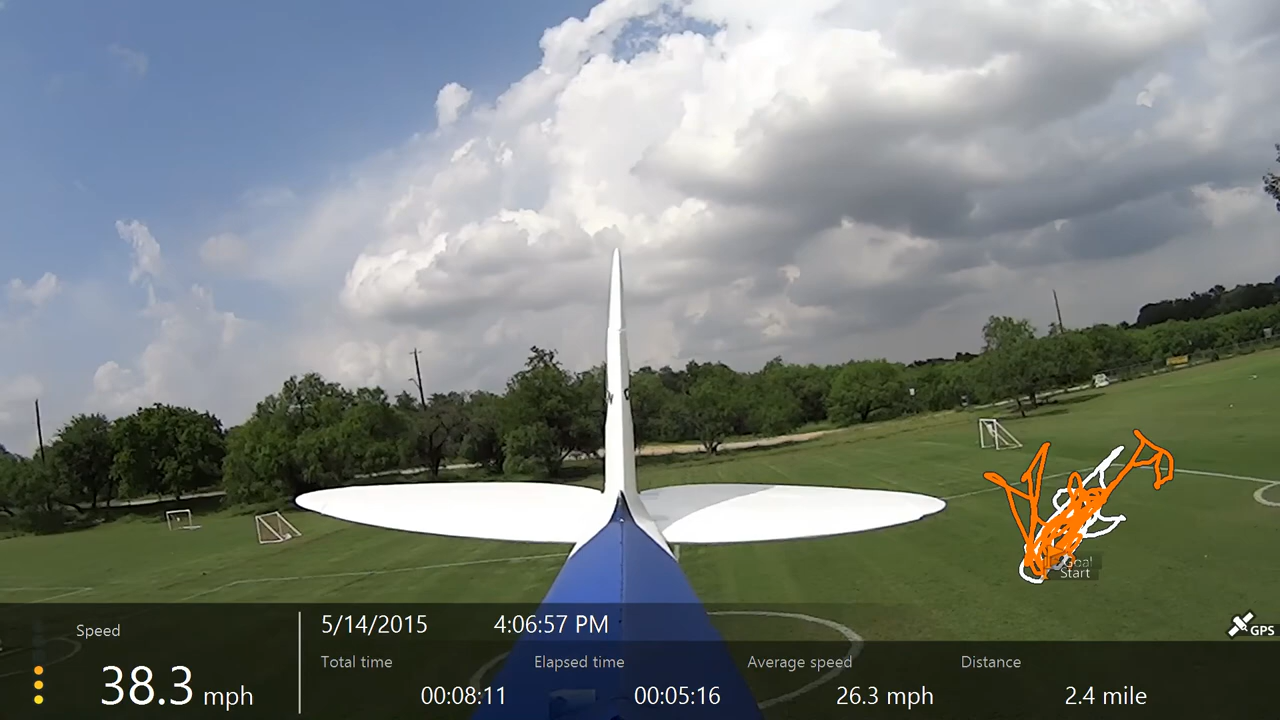 Goal
Start
GPS
Speed
38.3 mph
5/14/2015 4:06:57 PM
Total time Elapsed time Average speed Distance
00:08:11 00:05:16 26.3 mph 2.4 mile